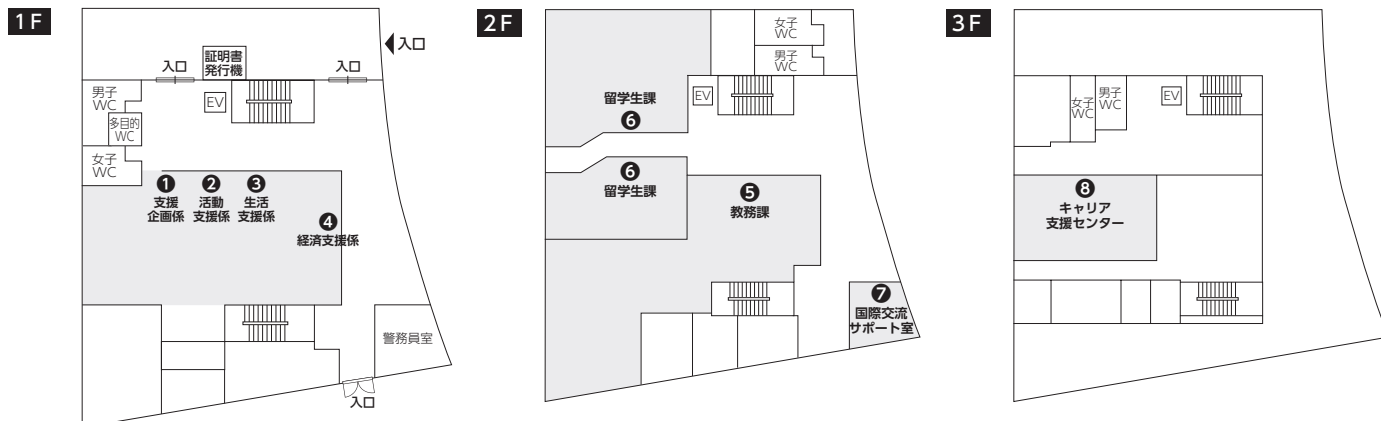 1F
入口
証明書
発行機
入口
入口
EV
男子
WC
多目的
WC
女子
WC
❶
支援
企画係
❷
活動
支援係
❸
生活
支援係
❹
経済支援係
警務員室
入口
2F
女子
WC
男子
WC
留学生課
❻
EV
❻
留学生課
❺
教務課
❼
国際交流
サポート室
3F
女子
WC
男子
WC
EV
❽
キャリア
支援センター